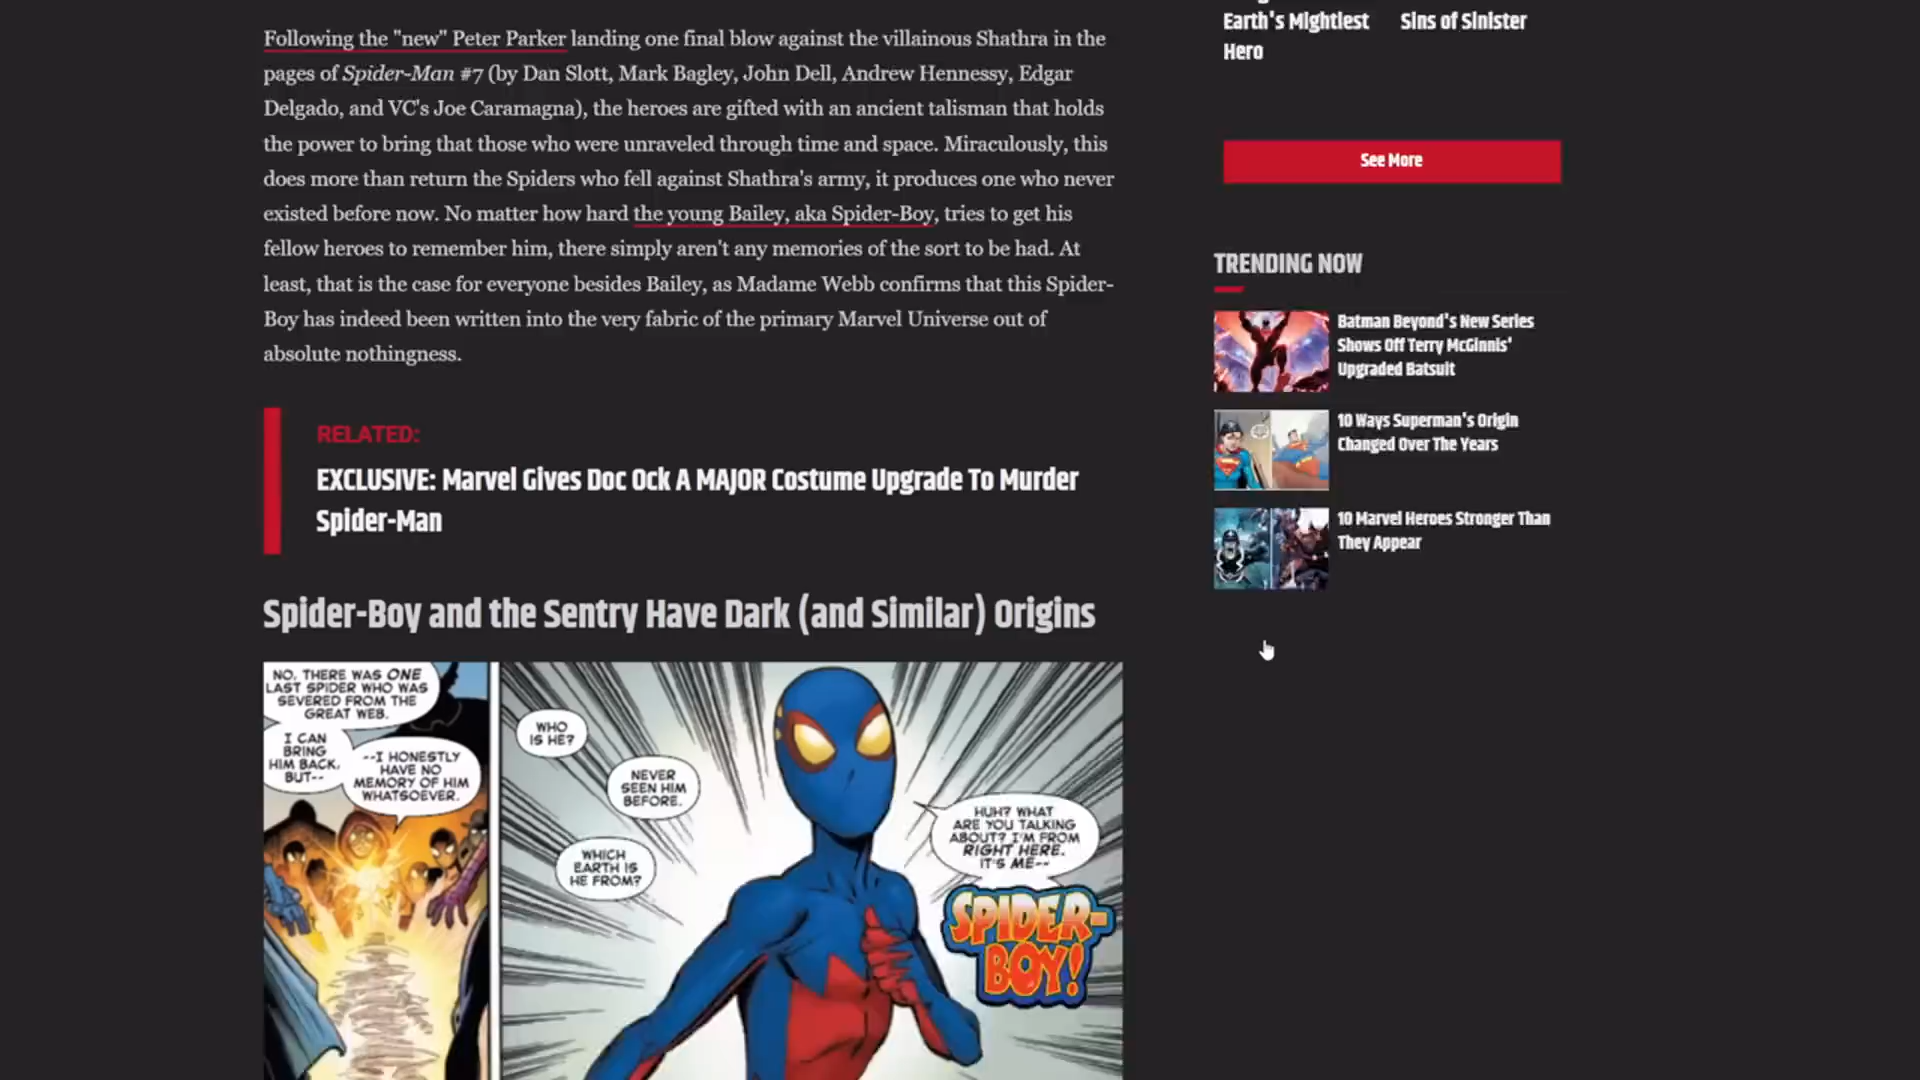 Following the "new" Peter Parker landing one final blow against the villainous Shathra in the
pages of Spider-Man #7 (by Dan Slott, Mark Bagley, John Dell, Andrew Hennessy, Edgar
Delgado, and VC's Joe Caramagna), the heroes are gifted with an ancient talisman that holds
the power to bring that those who were unraveled through time and space. Miraculously, this
does more than return the Spiders who fell against Shathra's army, it produces one who never
existed before now. No matter how hard the young Bailey, aka Spider-Boy, tries to get his
fellow heroes to remember him, there simply aren't any memories of the sort to be had. At
least, that is the case for everyone besides Bailey, as Madame Webb confirms that this Spider-
Boy has indeed been written into the very fabric of the primary Marvel Universe out of
absolute nothingness.
RELATED:
EXCLUSIVE: Marvel Gives Doc Ock A MAJOR Costume Upgrade To Murder
Spider-Man
Spider-Boy and the Sentry Have Dark (and Similar) Origins
NO, THERE WAS ONE
LAST SPIDER WHO WAS
SEVERED FROM THE
GREAT WEB.
I CAN
BRING
HIM BACK,
BUT--
--I HONESTLY
HAVE NO
MEMORY OF HIM
WHATSOEVER.
WHO
IS HE?
NEVER
SEEN HIM
BEFORE.
WHICH
EARTH IS
HE FROM?
HUH? WHAT
ARE YOU TALKING
ABOUT? I'M FROM
RIGHT HERE.
IT'S ME--
SPIDER-
BOY!
Earth's Mightiest
Hero
Sins of Sinister
See More
TRENDING NOW
Batman Beyond's New Series
Shows Off Terry McGinnis'
Upgraded Batsuit
10 Ways Superman's Origin
Changed Over The Years
10 Marvel Heroes Stronger Than
They Appear